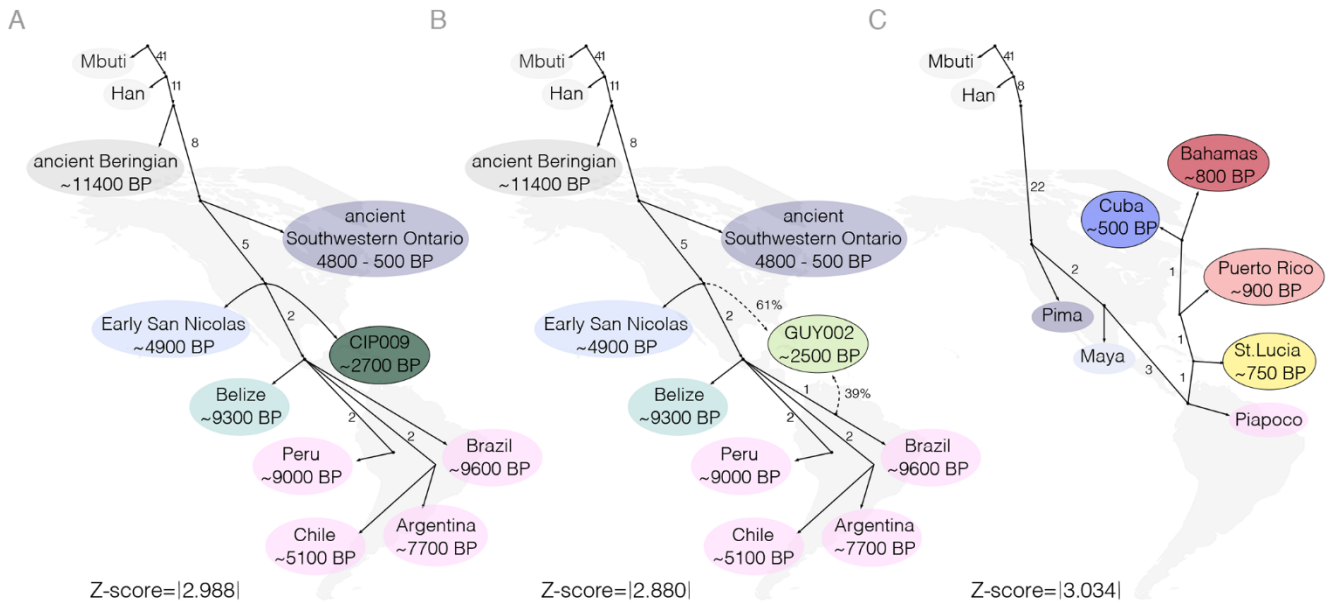 A
Mbuti
41
Han
11
ancient Beringian
~11400 BP
8
ancient
Southwestern Ontario
4800 - 500 BP
5
Early San Nicolas
~4900 BP
2
CIP009
~2700 BP
Belize
~9300 BP
2
2
Peru
~9000 BP
Brazil
~9600 BP
Chile
~5100 BP
Argentina
~7700 BP
Z-score=|2.988|
B
Mbuti
41
Han
11
ancient Beringian
~11400 BP
8
ancient
Southwestern Ontario
4800 - 500 BP
5
61%
Early San Nicolas
~4900 BP
2
GUY002
~2500 BP
Belize
~9300 BP
1
39%
2
2
Peru
~9000 BP
Brazil
~9600 BP
Chile
~5100 BP
Argentina
~7700 BP
Z-score=|2.880|
C
Mbuti
41
Han
8
22
Bahamas
~800 BP
Cuba
~500 BP
2
1
Puerto Rico
~900 BP
Pima
Maya
1
St.Lucia
~750 BP
3
1
Piapoco
Z-score=|3.034|